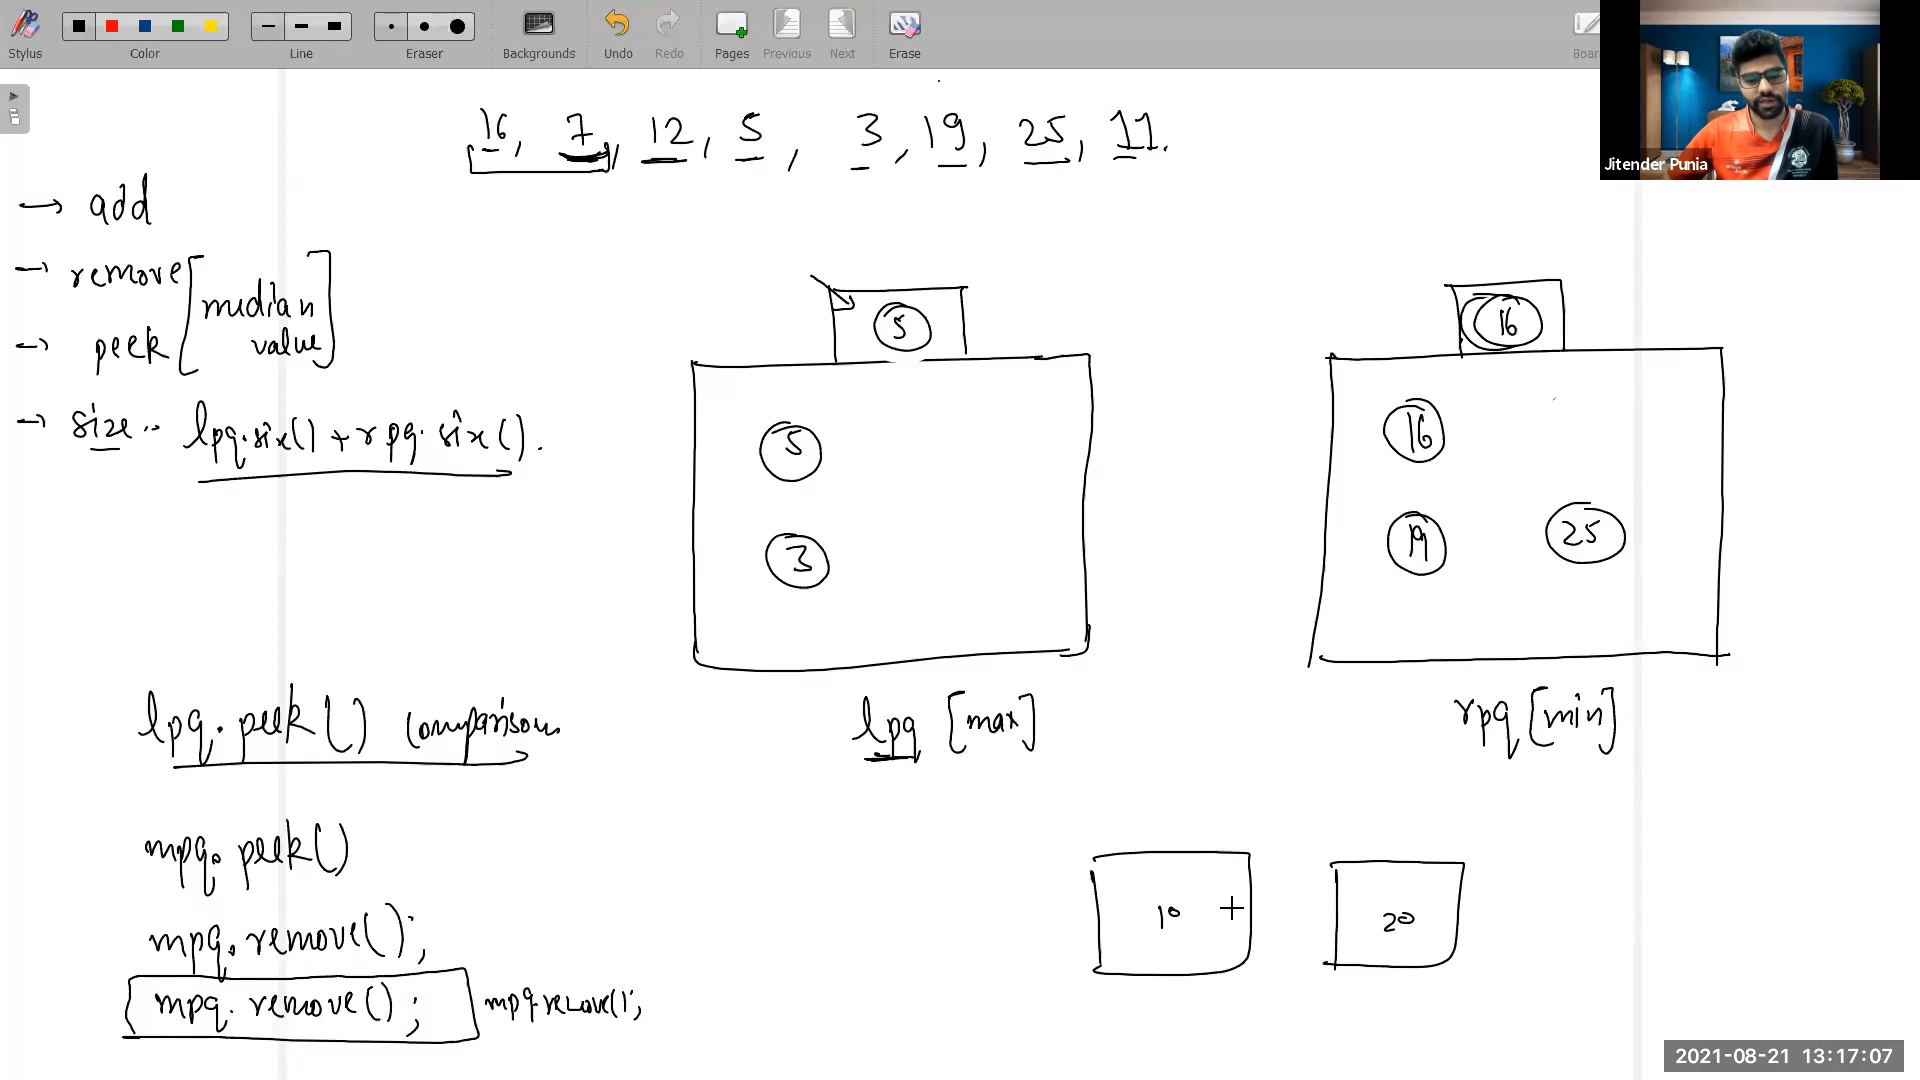 Stylus Color Line Eraser Backgrounds Undo Redo Pages Previous Next Erase Boar
Jitender Punia
16, 7, 12, 5, 3, 19, 25, 11.
→ add
→ remove
→ peek
[median value]
→ size .. lpq.size() + rpq.size().
5
5
3
lpq [max]
16
16
19 25
rpq [min]
lpq.peek() comparison
mpq.peek()
mpq.remove();
mpq.remove(); mpq.remove();
10 20
2021-08-21 13:17:07